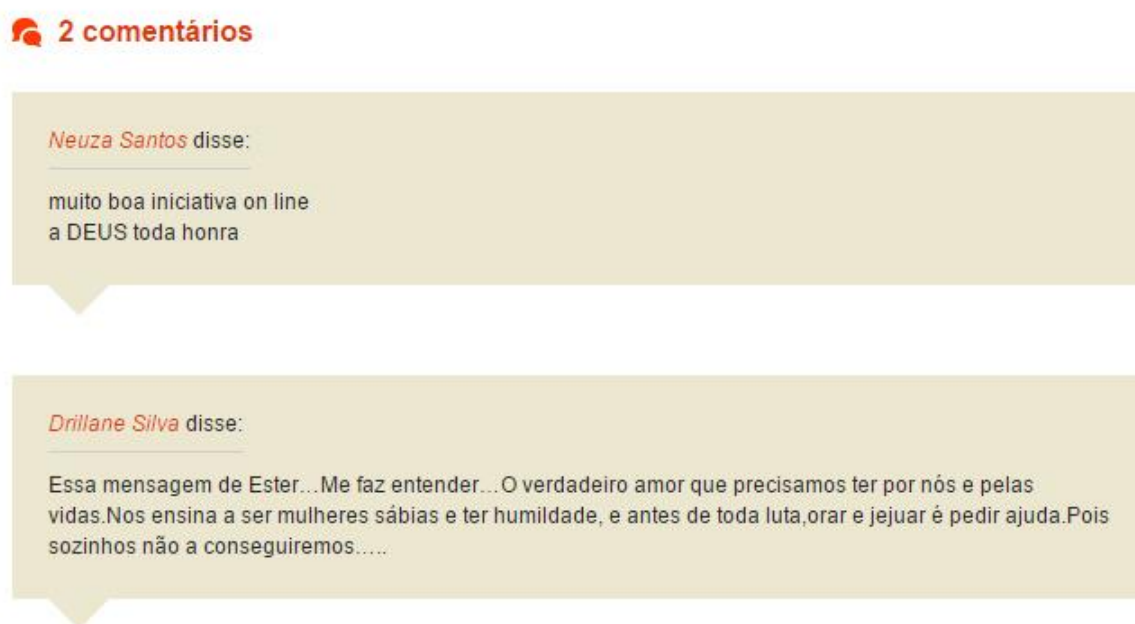 2 comentários
Neuza Santos disse:
muito boa iniciativa on line
a DEUS toda honra
Drillane Silva disse:
Essa mensagem de Ester...Me faz entender...O verdadeiro amor que precisamos ter por nós e pelas
vidas.Nos ensina a ser mulheres sábias e ter humildade, e antes de toda luta,orar e jejuar é pedir ajuda.Pois
sozinhos não a conseguiremos.....